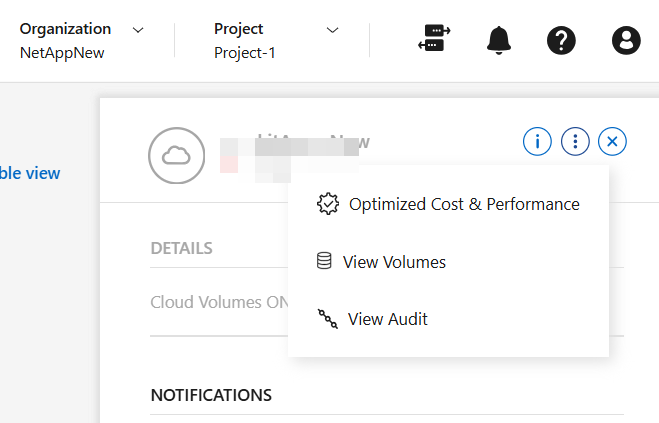 Organization
NetAppNew
Project
Project-1
ble view
Optimized Cost & Performance
DETAILS
View Volumes
Cloud Volumes ON
View Audit
NOTIFICATIONS